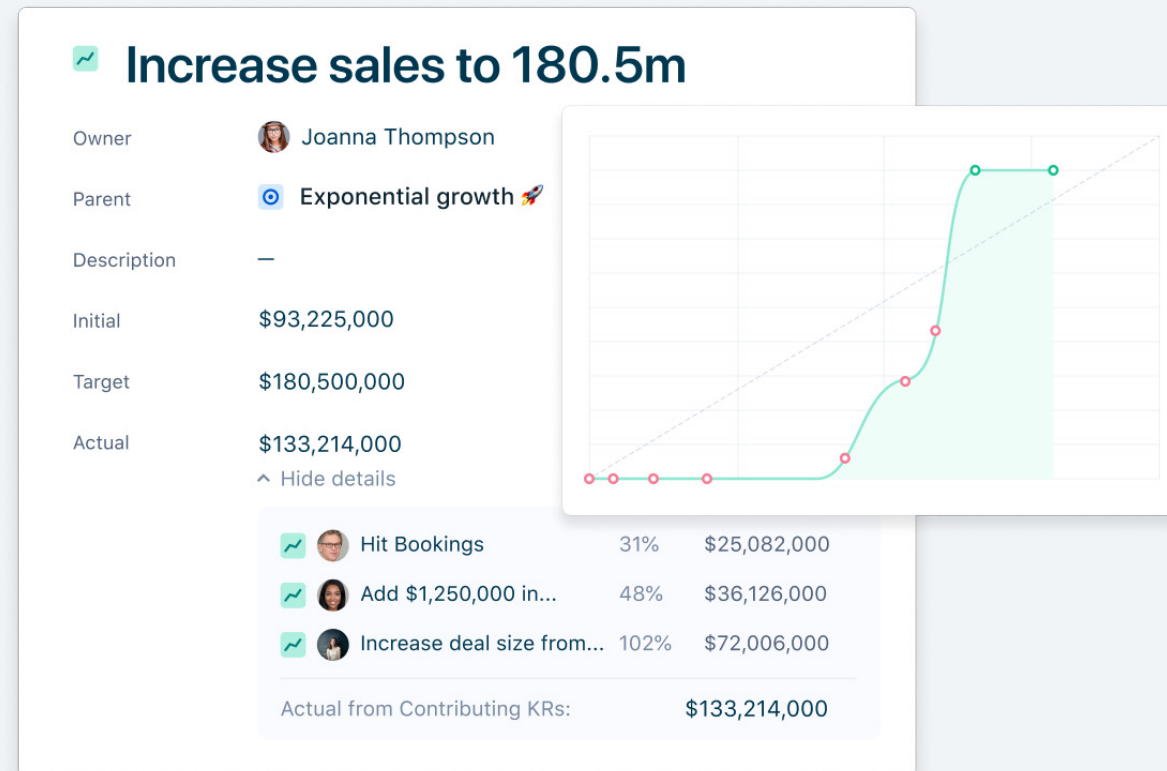 Increase sales to 180.5m
Owner
Joanna Thompson
Parent
Exponential growth 🚀
Description
—
Initial
$93,225,000
Target
$180,500,000
Actual
$133,214,000
Hide details
Hit Bookings 31% $25,082,000
Add $1,250,000 in... 48% $36,126,000
Increase deal size from... 102% $72,006,000
Actual from Contributing KRs: $133,214,000